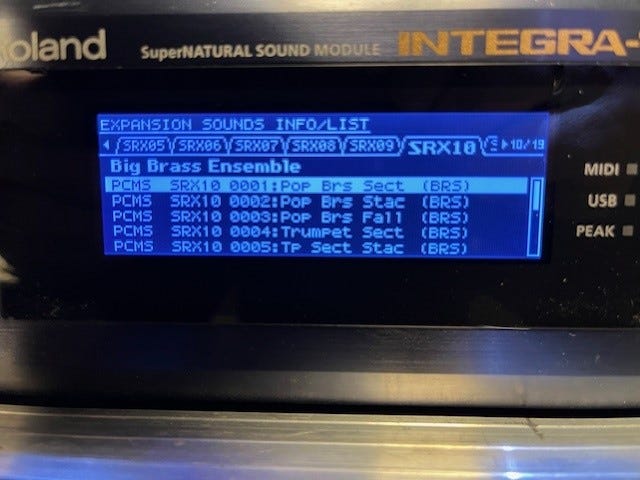 Roland SuperNATURAL SOUND MODULE INTEGRA-
EXPANSION SOUNDS INFO/LIST
SRX05 SRX06 SRX07 SRX08 SRX09 SRX10 10/19
Big Brass Ensemble
PCMS SRX10 0001:Pop Brs Sect (BRS)
PCMS SRX10 0002:Pop Brs Stac (BRS)
PCMS SRX10 0003:Pop Brs Fall (BRS)
PCMS SRX10 0004:Trumpet Sect (BRS)
PCMS SRX10 0005:Tp Sect Stac (BRS)
MIDI
USB
PEAK